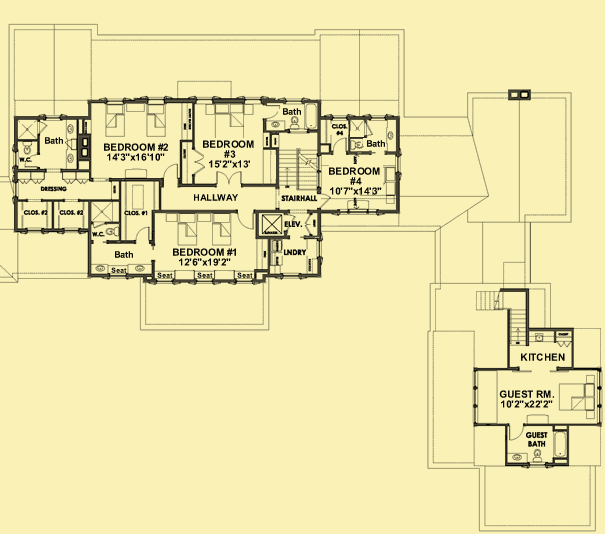 Bath
W.C.
DRESSING
CLOS. #2
CLOS. #2
BEDROOM #2
14'3"x16'10"
BEDROOM
#3
15'2"x13'
Bath
CLOS.
#4
Bath
BEDROOM
#4
10'7"x14'3"
HALLWAY
STAIRHALL
CLOS. #1
W.C.
Bath
Seat
BEDROOM #1
12'6"x19'2"
Seat
Seat
Seat
ELEV.
LNDRY
KITCHEN
GUEST RM.
10'2"x22'2"
GUEST
BATH